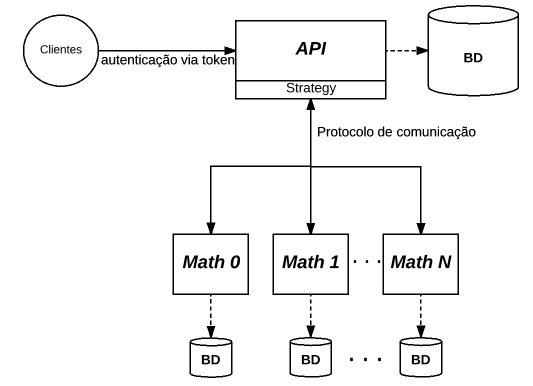 Clientes
autenticação via token
API
Strategy
BD
Protocolo de comunicação
Math 0
Math 1
. . .
Math N
BD
BD
. . .
BD